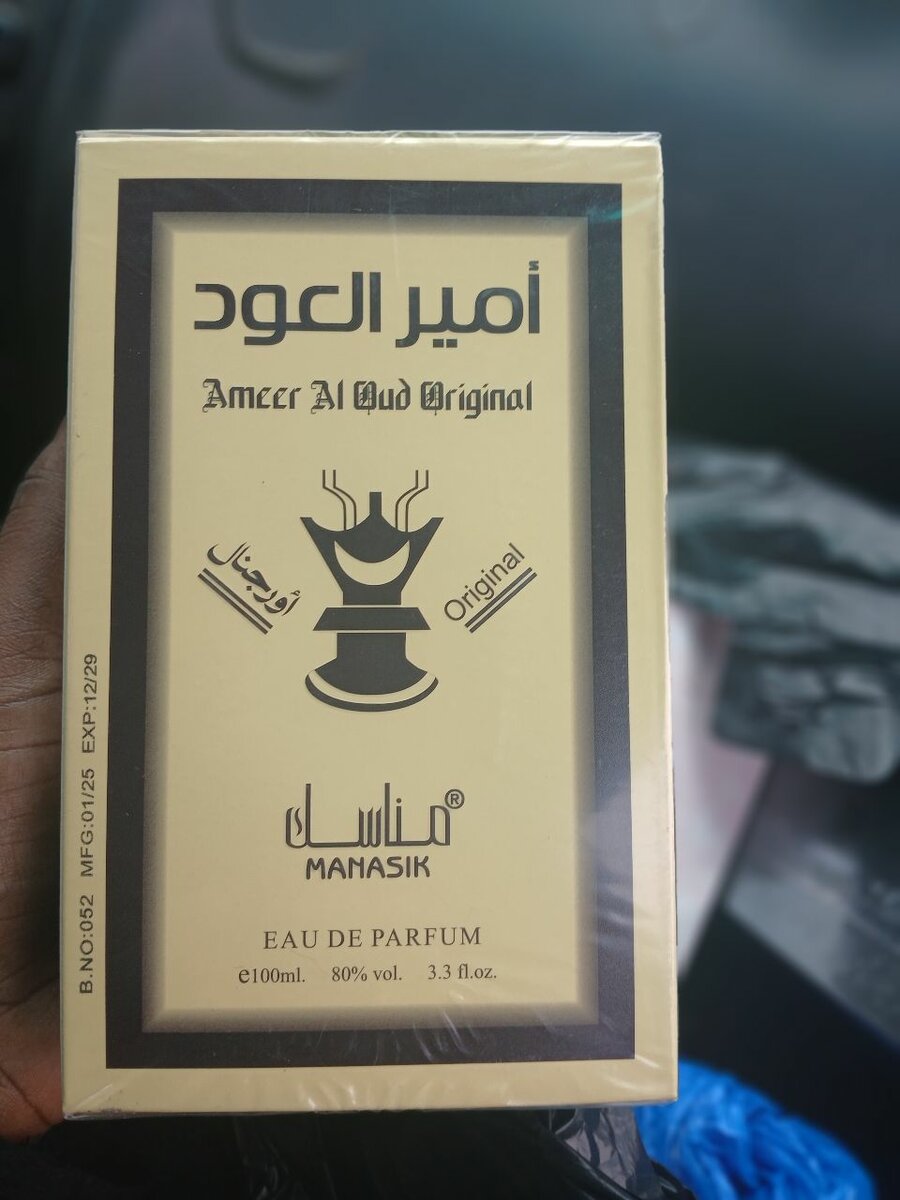 أمير العود
Ameer Al Oud Original
أورجنال
Original
مناسك®
MANASIK
EAU DE PARFUM
e100ml. 80% vol. 3.3 fl.oz.
B.NO:052 MFG:01/25 EXP:12/29